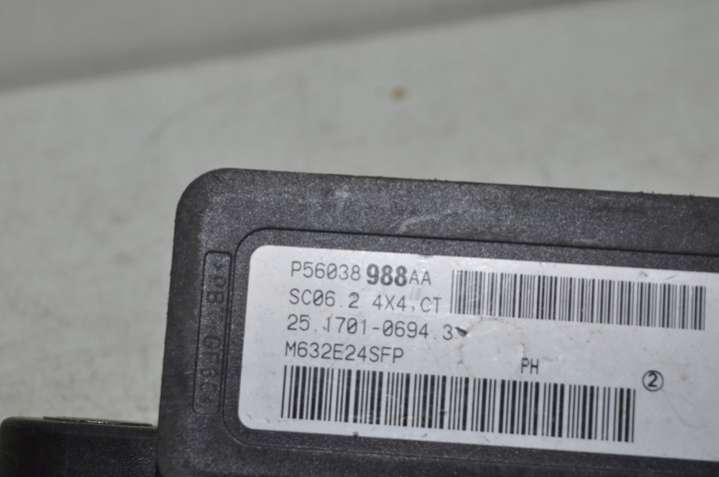 P56038988AA
SC06.2 4X4,CT
25.1701-0694.3
M632E24SFP
PH
②